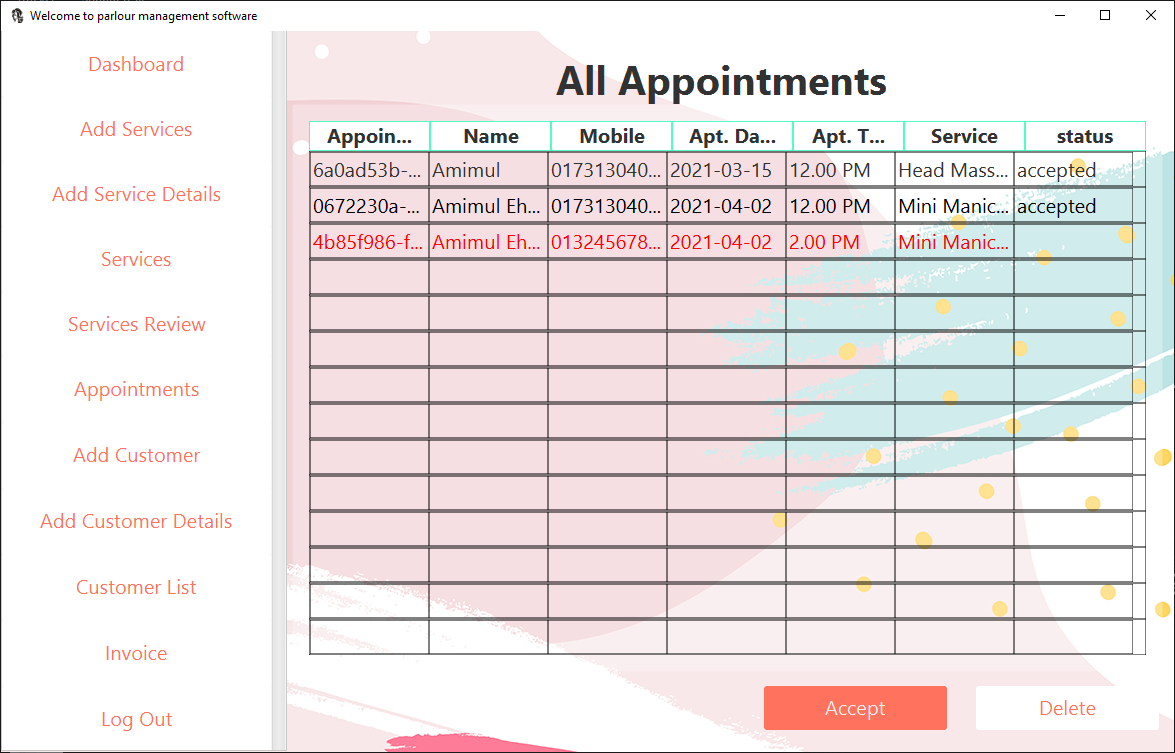 Welcome to parlour management software
Dashboard
Add Services
Add Service Details
Services
Services Review
Appointments
Add Customer
Add Customer Details
Customer List
Invoice
Log Out
All Appointments
Appoin... Name Mobile Apt. Da... Apt. T... Service status
6a0ad53b-... Amimul 017313040... 2021-03-15 12.00 PM Head Mass... accepted
0672230a-... Amimul Eh... 017313040... 2021-04-02 12.00 PM Mini Manic... accepted
4b85f986-f... Amimul Eh... 013245678... 2021-04-02 2.00 PM Mini Manic...
Accept Delete